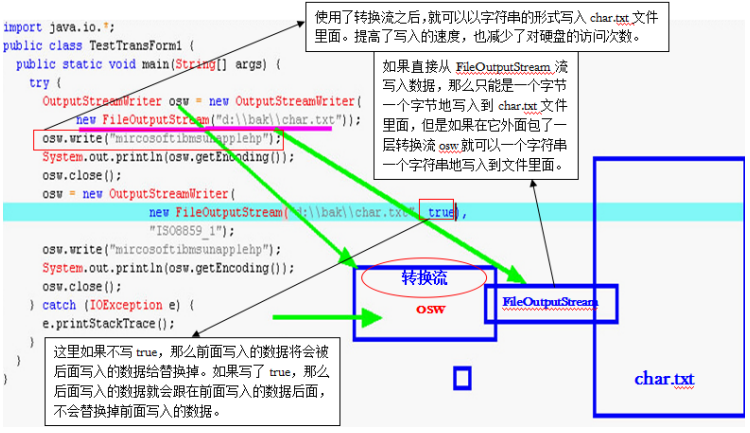 使用了转换流之后，就可以以字符串的形式写入 char.txt 文件
里面。提高了写入的速度，也减少了对硬盘的访问次数。
import java.io.*;
public class TestTransForm1 {
public static void main(String[] args) {
try {
OutputStreamWriter osw = new OutputStreamWriter(
new FileOutputStream("d:\\bak\\char.txt"));
osw.write("mircosoftibmsunapplehp");
System.out.println(osw.getEncoding());
osw.close();
osw = new OutputStreamWriter(
new FileOutputStream("d:\\bak\\char.txt", true),
"ISO8859_1");
osw.write("mircosoftibmsunapplehp");
System.out.println(osw.getEncoding());
osw.close();
} catch (IOException e) {
e.printStackTrace();
}
}
}
如果直接从 FileOutputStream 流
写入数据，那么只能是一个字节
一个字节地写入到 char.txt 文件
里面，但是如果在它外面包了一
层转换流 osw 就可以一个字符串
一个字符串地写入到文件里面。
转换流
osw
FileOutputStream
char.txt
这里如果不写 true，那么前面写入的数据将会被
后面写入的数据给替换掉。如果写了 true，那么
后面写入的数据就会跟在前面写入的数据后面，
不会替换掉前面写入的数据。